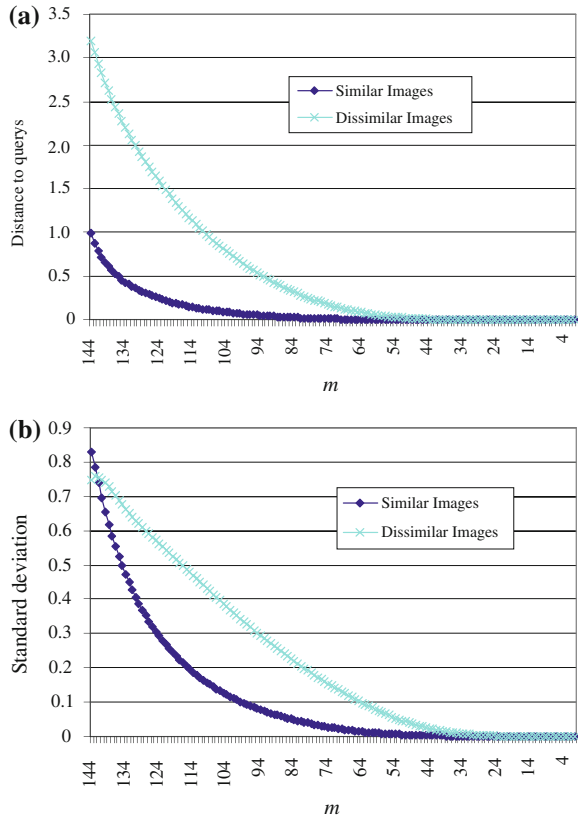 (a)
3.5
3.0
2.5
2.0
1.5
1.0
0.5
0
Distance to querys
Similar Images
Dissimilar Images
144 134 124 114 104 94 84 74 64 54 44 34 24 14 4
m
(b)
0.9
0.8
0.7
0.6
0.5
0.4
0.3
0.2
0.1
0
Standard deviation
Similar Images
Dissimilar Images
144 134 124 114 104 94 84 74 64 54 44 34 24 14 4
m